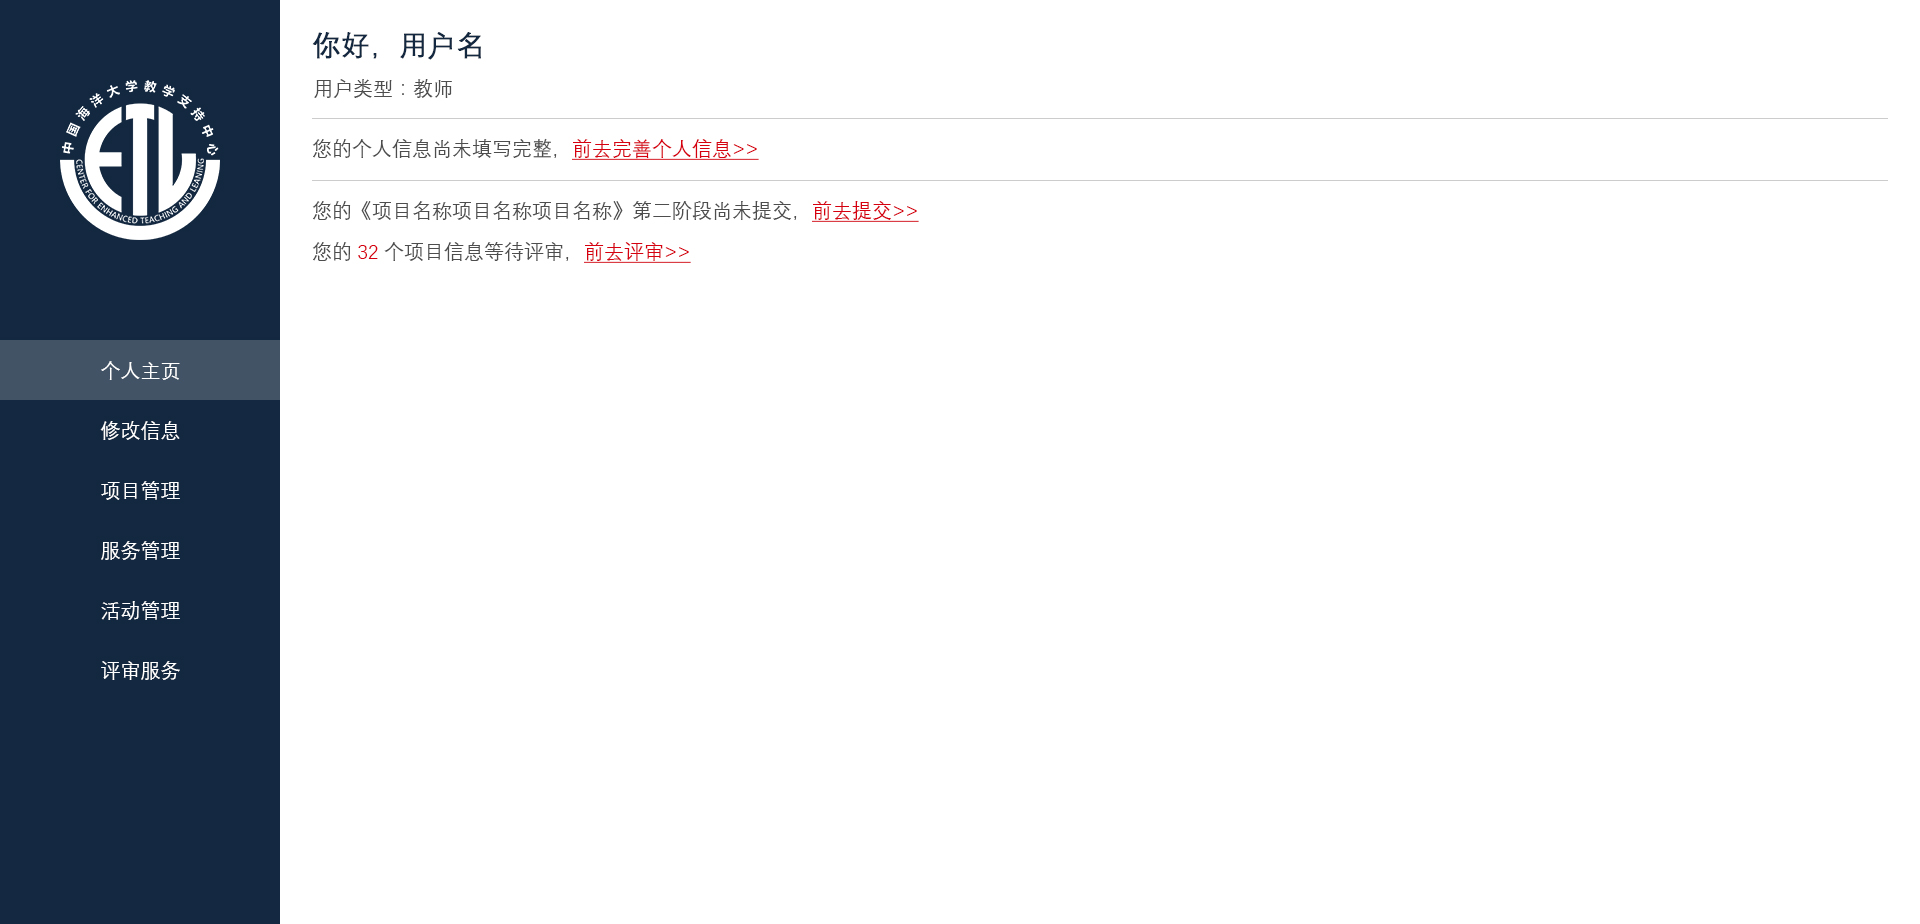 中国海洋大学教学支持中心
CENTER FOR ENHANCED TEACHING AND LEANING
个人主页
修改信息
项目管理
服务管理
活动管理
评审服务
你好，用户名
用户类型：教师
您的个人信息尚未填写完整，前去完善个人信息>>
您的《项目名称项目名称项目名称》第二阶段尚未提交，前去提交>>
您的 32 个项目信息等待评审，前去评审>>